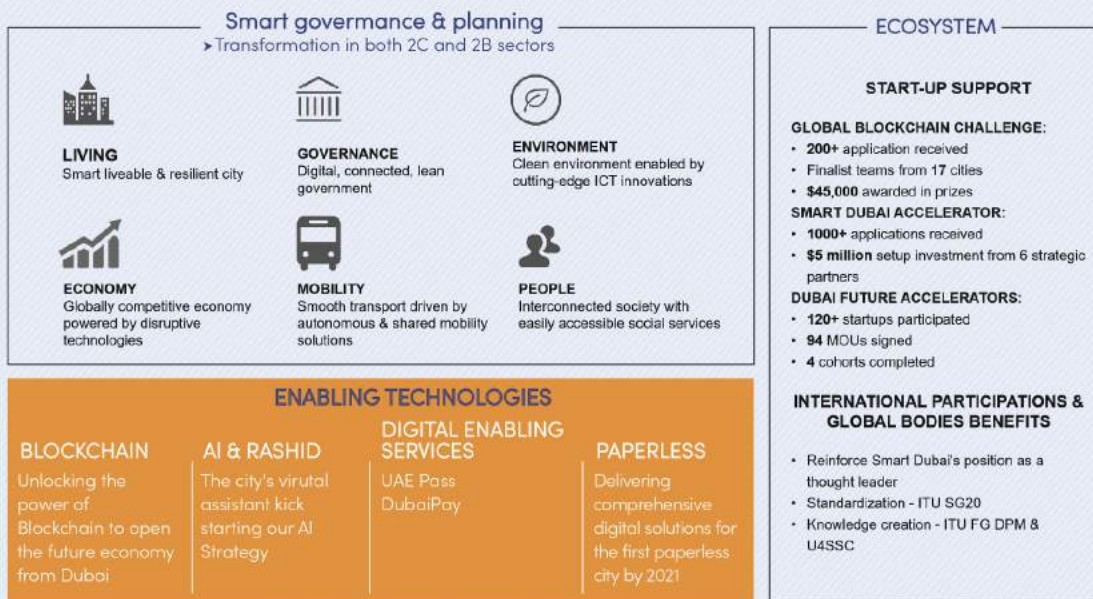 Smart govermance & planning
➤Transformation in both 2C and 2B sectors
LIVING
Smart liveable & resilient city
GOVERNANCE
Digital, connected, lean
government
ENVIRONMENT
Clean environment enabled by
cutting-edge ICT innovations
ECONOMY
Globally competitive economy
powered by disruptive
technologies
MOBILITY
Smooth transport driven by
autonomous & shared mobility
solutions
PEOPLE
Interconnected society with
easily accessible social services
ENABLING TECHNOLOGIES
BLOCKCHAIN
Unlocking the
power of
Blockchain to open
the future economy
from Dubai
AI & RASHID
The city's virutal
assistant kick
starting our AI
Strategy
DIGITAL ENABLING
SERVICES
UAE Pass
DubaiPay
PAPERLESS
Delivering
comprehensive
digital solutions for
the first paperless
city by 2021
ECOSYSTEM
START-UP SUPPORT
GLOBAL BLOCKCHAIN CHALLENGE:
• 200+ application received
• Finalist teams from 17 cities
• $45,000 awarded in prizes
SMART DUBAI ACCELERATOR:
• 1000+ applications received
• $5 million setup investment from 6 strategic
partners
DUBAI FUTURE ACCELERATORS:
• 120+ startups participated
• 94 MOUs signed
• 4 cohorts completed
INTERNATIONAL PARTICIPATIONS &
GLOBAL BODIES BENEFITS
• Reinforce Smart Dubai's position as a
thought leader
• Standardization - ITU SG20
• Knowledge creation - ITU FG DPM &
U4SSC